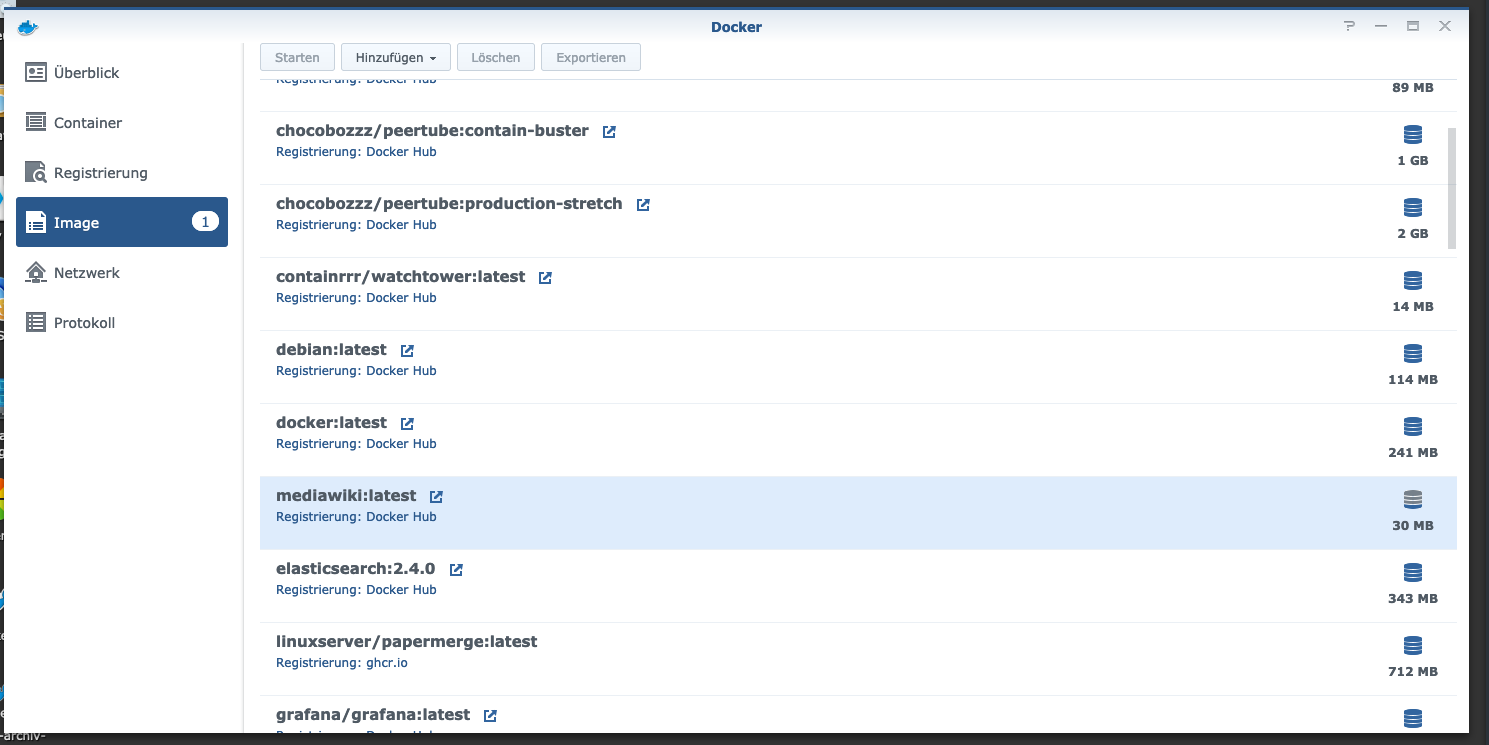 Docker
Starten
Hinzufügen
Löschen
Exportieren
Überblick
Container
Registrierung
Image
1
Netzwerk
Protokoll
Registrierung: Docker Hub
89 MB
chocobozzz/peertube:contain-buster
Registrierung: Docker Hub
1 GB
chocobozzz/peertube:production-stretch
Registrierung: Docker Hub
2 GB
containrrr/watchtower:latest
Registrierung: Docker Hub
14 MB
debian:latest
Registrierung: Docker Hub
114 MB
docker:latest
Registrierung: Docker Hub
241 MB
mediawiki:latest
Registrierung: Docker Hub
30 MB
elasticsearch:2.4.0
Registrierung: Docker Hub
343 MB
linuxserver/papermerge:latest
Registrierung: ghcr.io
712 MB
grafana/grafana:latest
Registrierung: Docker Hub
-archiv-